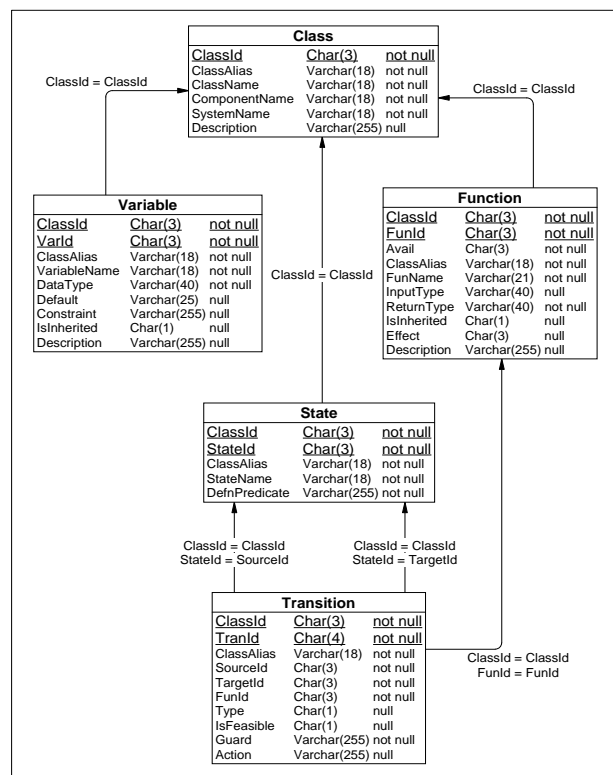 Class
ClassId Char(3) not null
ClassAlias Varchar(18) not null
ClassName Varchar(18) not null
ComponentName Varchar(18) not null
SystemName Varchar(18) not null
Description Varchar(255) null
ClassId = ClassId
ClassId = ClassId
Variable
ClassId Char(3) not null
VarId Char(3) not null
ClassAlias Varchar(18) not null
VariableName Varchar(18) not null
DataType Varchar(40) not null
Default Varchar(25) null
Constraint Varchar(255) null
IsInherited Char(1) null
Description Varchar(255) null
Function
ClassId Char(3) not null
FunId Char(3) not null
Avail Char(3) not null
ClassAlias Varchar(18) not null
FunName Varchar(21) not null
InputType Varchar(40) null
ReturnType Varchar(40) not null
IsInherited Char(1) null
Effect Char(3) null
Description Varchar(255) null
ClassId = ClassId
State
ClassId Char(3) not null
StateId Char(3) not null
ClassAlias Varchar(18) not null
StateName Varchar(18) not null
DefnPredicate Varchar(255) not null
ClassId = ClassId
StateId = SourceId
ClassId = ClassId
StateId = TargetId
Transition
ClassId Char(3) not null
TranId Char(4) not null
ClassAlias Varchar(18) not null
SourceId Char(3) not null
TargetId Char(3) not null
FunId Char(3) not null
Type Char(1) null
IsFeasible Char(1) null
Guard Varchar(255) not null
Action Varchar(255) null
ClassId = ClassId
FunId = FunId